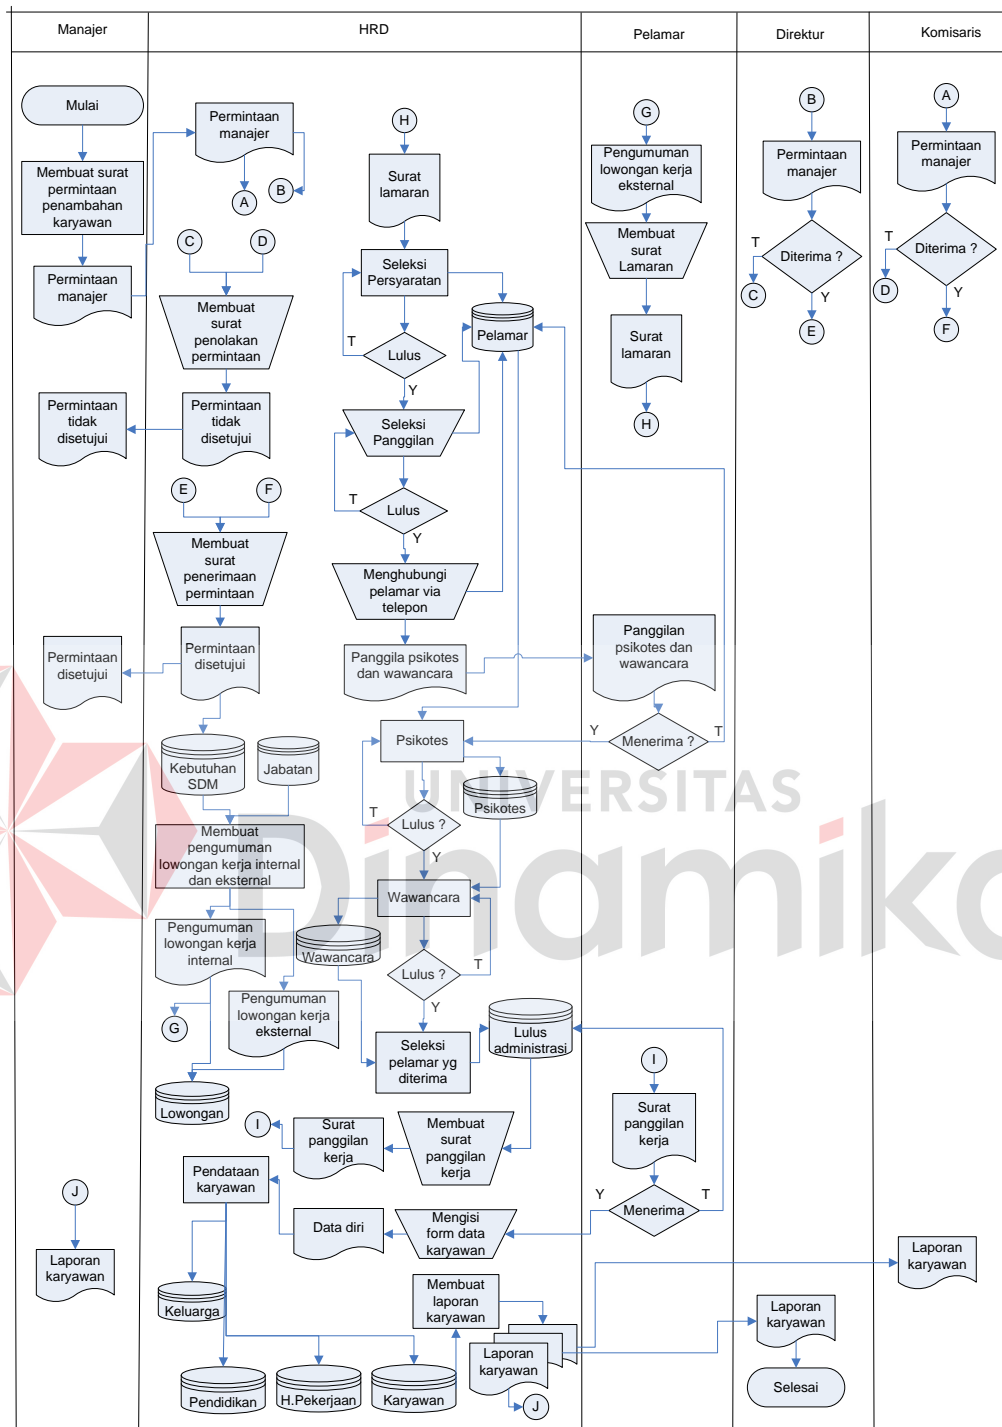 Manajer
HRD
Pelamar
Direktur
Komisaris
Mulai
Membuat surat
permintaan
penambahan
karyawan
Permintaan
manajer
Permintaan
tidak
disetujui
Permintaan
disetujui
J
Laporan
karyawan
Permintaan
manajer
A
B
C
D
Membuat
surat
penolakan
permintaan
Permintaan
tidak
disetujui
E
F
Membuat
surat
penerimaan
permintaan
Permintaan
disetujui
Kebutuhan
SDM
Jabatan
Membuat
pengumuman
lowongan kerja internal
dan eksternal
Pengumuman
lowongan kerja
internal
G
Pengumuman
lowongan kerja
eksternal
Lowongan
H
Surat
lamaran
Seleksi
Persyaratan
Pelamar
T
Lulus
Y
Seleksi
Panggilan
T
Lulus
Y
Menghubungi
pelamar via
telepon
Panggila psikotes
dan wawancara
Psikotes
Psikotes
T
Lulus ?
Y
Wawancara
Wawancara
Lulus ?
T
Y
Seleksi
pelamar yg
diterima
Lulus
administrasi
Membuat
surat
panggilan
kerja
Surat
panggilan
kerja
I
Pendataan
karyawan
Data diri
Mengisi
form data
karyawan
Keluarga
Pendidikan
H.Pekerjaan
Karyawan
Membuat
laporan
karyawan
Laporan
karyawan
J
G
Pengumuman
lowongan kerja
eksternal
Membuat
surat
Lamaran
Surat
lamaran
H
Panggilan
psikotes dan
wawancara
Y
Menerima ?
T
I
Surat
panggilan
kerja
Y
Menerima
T
B
Permintaan
manajer
T
Diterima ?
C
Y
E
Laporan
karyawan
Selesai
A
Permintaan
manajer
T
Diterima ?
D
Y
F
Laporan
karyawan
UNIVERSITAS
Dinamika